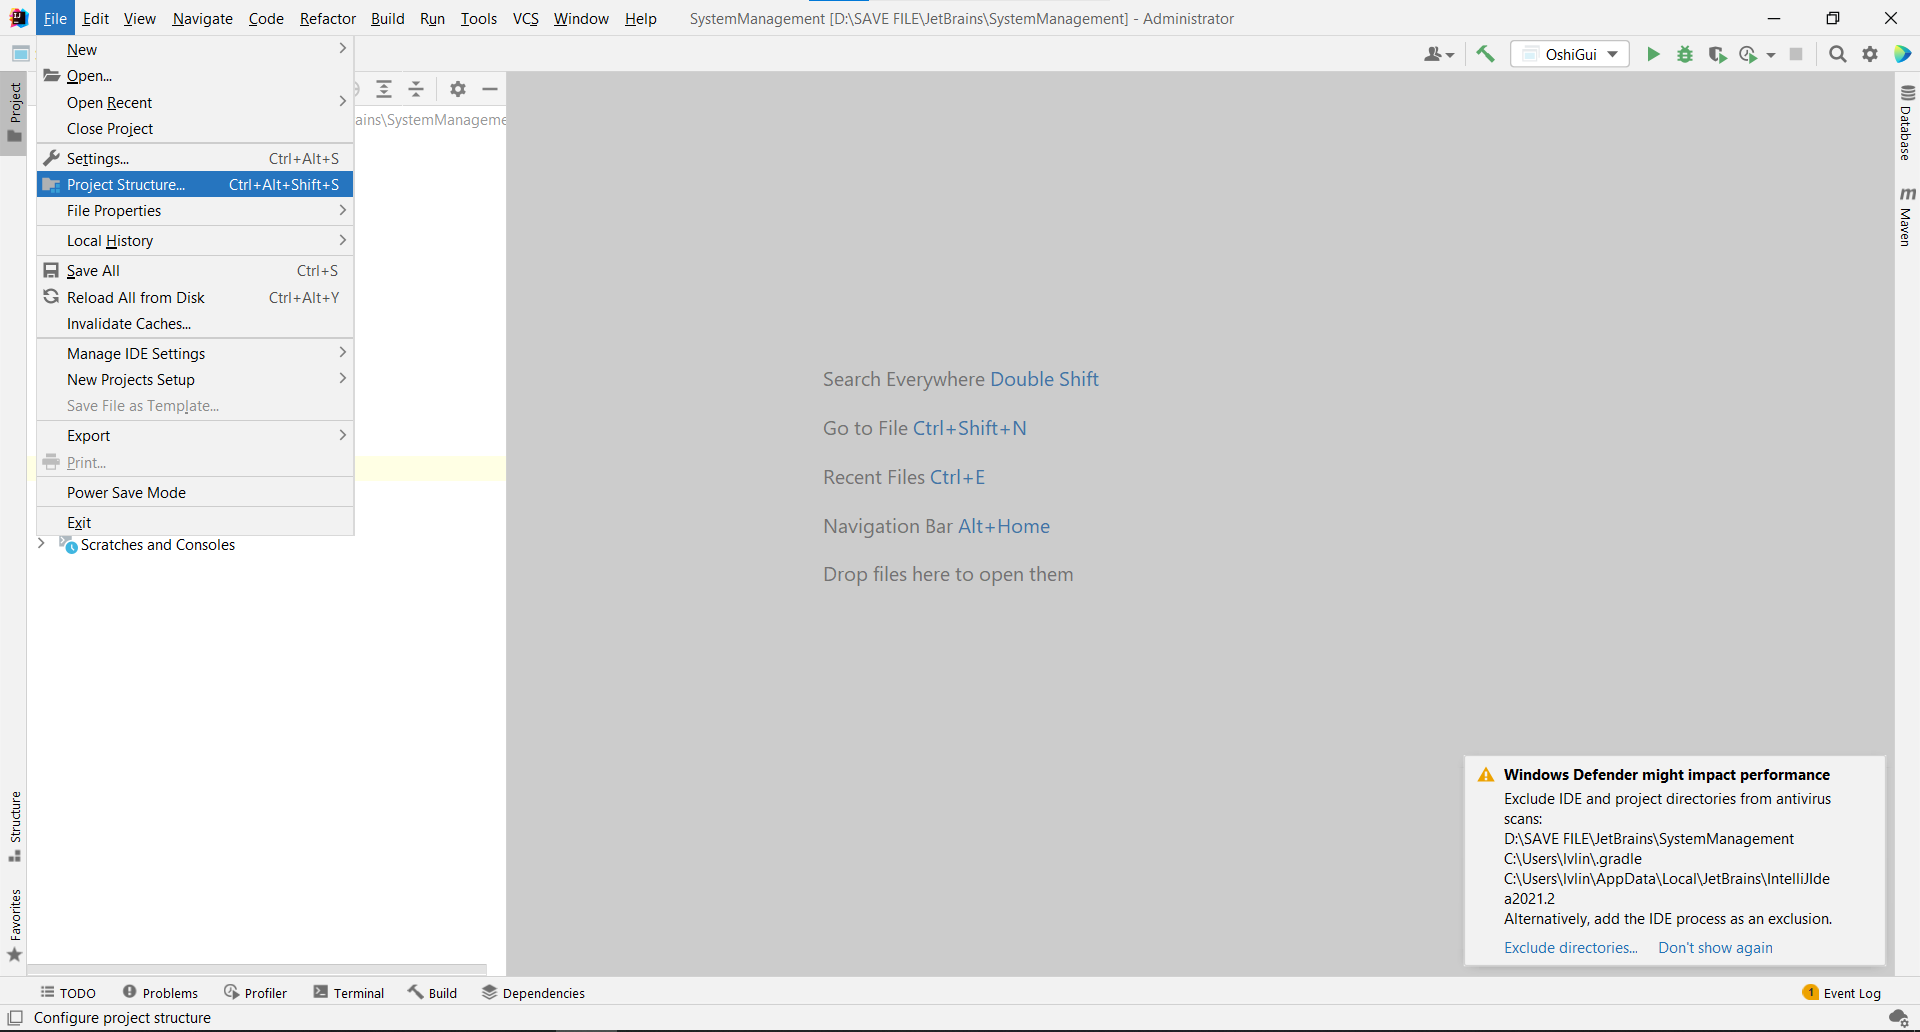 File Edit View Navigate Code Refactor Build Run Tools VCS Window Help SystemManagement [D:\SAVE FILE\JetBrains\SystemManagement] - Administrator
OshiGui
New
Open...
Open Recent
Close Project
Settings... Ctrl+Alt+S
Project Structure... Ctrl+Alt+Shift+S
File Properties
Local History
Save All Ctrl+S
Reload All from Disk Ctrl+Alt+Y
Invalidate Caches...
Manage IDE Settings
New Projects Setup
Save File as Template...
Export
Print...
Power Save Mode
Exit
ains\SystemManageme
Scratches and Consoles
Project
Structure
Favorites
Search Everywhere Double Shift
Go to File Ctrl+Shift+N
Recent Files Ctrl+E
Navigation Bar Alt+Home
Drop files here to open them
Database
m Maven
Windows Defender might impact performance
Exclude IDE and project directories from antivirus
scans:
D:\SAVE FILE\JetBrains\SystemManagement
C:\Users\lvlin\.gradle
C:\Users\lvlin\AppData\Local\JetBrains\IntelliJIde
a2021.2
Alternatively, add the IDE process as an exclusion.
Exclude directories... Don't show again
TODO Problems Profiler Terminal Build Dependencies 1 Event Log
Configure project structure